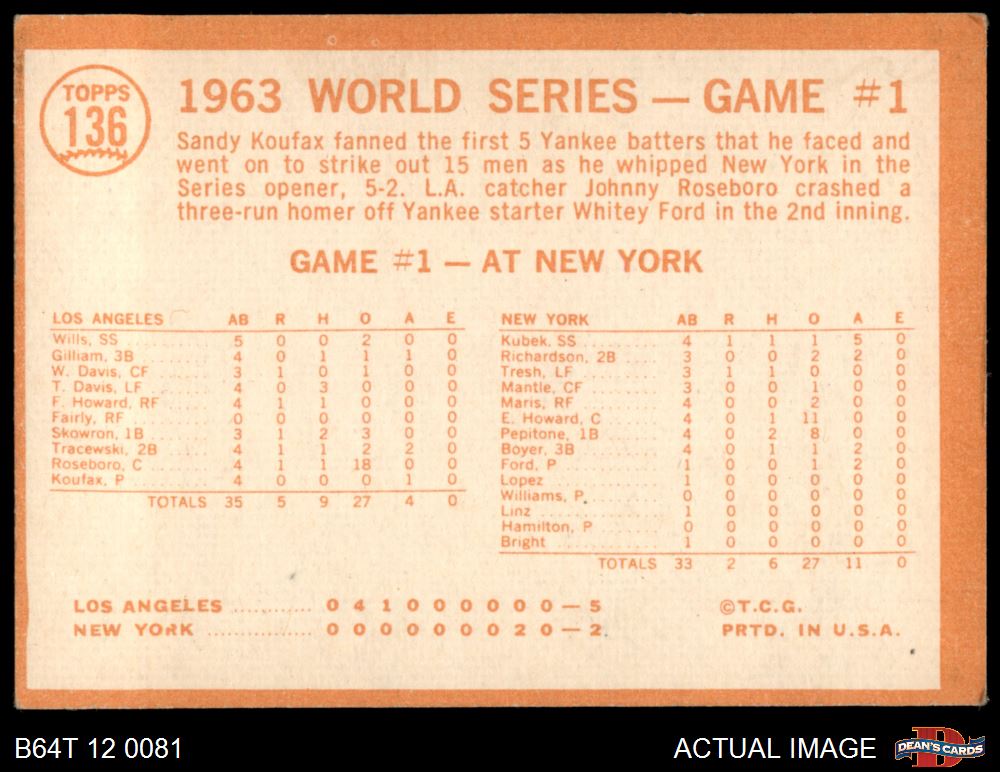 TOPPS
136
1963 WORLD SERIES — GAME #1
Sandy Koufax fanned the first 5 Yankee batters that he faced and
went on to strike out 15 men as he whipped New York in the
Series opener, 5-2. L.A. catcher Johnny Roseboro crashed a
three-run homer off Yankee starter Whitey Ford in the 2nd inning.
GAME #1 — AT NEW YORK
LOS ANGELES AB R H O A E
Wills, SS 5 0 0 2 0 0
Gilliam, 3B 4 0 1 1 1 0
W. Davis, CF 3 1 0 1 0 0
T. Davis, LF 4 0 3 0 0 0
F. Howard, RF 4 1 1 0 0 0
Fairly, RF 0 0 0 0 0 0
Skowron, 1B 3 1 2 3 0 0
Tracewski, 2B 4 1 1 2 2 0
Roseboro, C 4 1 1 18 0 0
Koufax, P 4 0 0 0 1 0
TOTALS 35 5 9 27 4 0
NEW YORK AB R H O A E
Kubek, SS 4 1 1 1 5 0
Richardson, 2B 3 0 0 2 2 0
Tresh, LF 3 1 1 0 0 0
Mantle, CF 3 0 0 1 0 0
Maris, RF 4 0 0 2 0 0
E. Howard, C 4 0 1 11 0 0
Pepitone, 1B 4 0 2 8 0 0
Boyer, 3B 4 0 1 1 2 0
Ford, P 1 0 0 1 2 0
Lopez 1 0 0 0 0 0
Williams, P 0 0 0 0 0 0
Linz 1 0 0 0 0 0
Hamilton, P 0 0 0 0 0 0
Bright 1 0 0 0 0 0
TOTALS 33 2 6 27 11 0
LOS ANGELES ............ 0 4 1 0 0 0 0 0 0 — 5
NEW YORK ............... 0 0 0 0 0 0 0 2 0 — 2
©T.C.G.
PRTD. IN U.S.A.
B64T 12 0081
ACTUAL IMAGE
DEAN'S CARDS